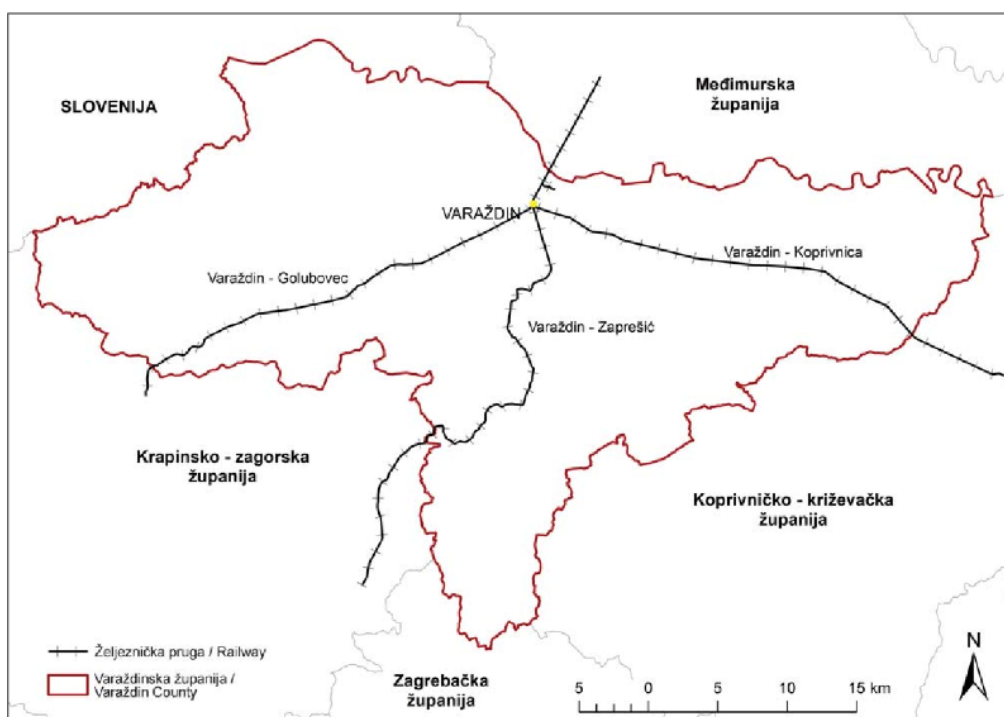 SLOVENIJA
Međimurska
županija
VARAŽDIN
Varaždin - Golubovec
Varaždin - Koprivnica
Varaždin - Zaprešić
Krapinsko - zagorska
županija
Koprivničko - križevačka
županija
Željeznička pruga / Railway
Varaždinska županija /
Varaždin County
Zagrebačka
županija
N
5 0 5 10 15 km